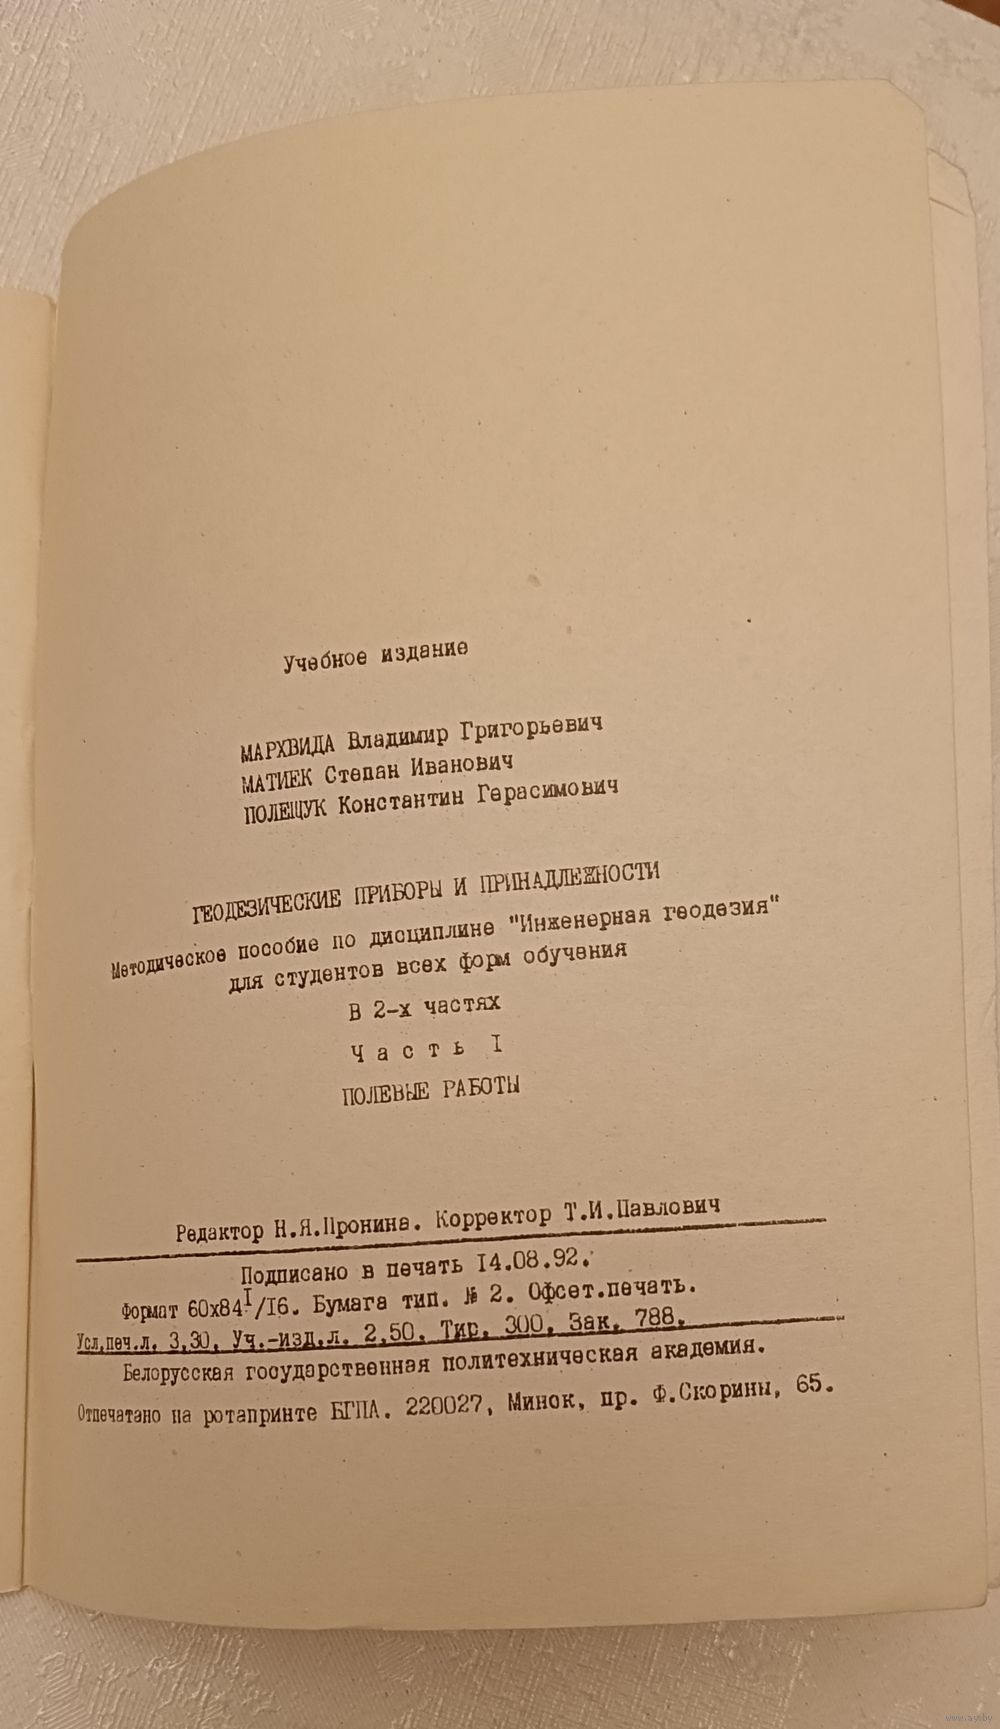 Учебное издание
МАРХВИДА Владимир Григорьевич
МАТИЕК Степан Иванович
ПОЛЕЩУК Константин Герасимович
ГЕОДЕЗИЧЕСКИЕ ПРИБОРЫ И ПРИНАДЛЕЖНОСТИ
Методическое пособие по дисциплине "Инженерная геодезия"
для студентов всех форм обучения
В 2-х частях
Часть I
ПОЛЕВЫЕ РАБОТЫ
Редактор Н.Я.Пронина. Корректор Т.И.Павлович
Подписано в печать I4.08.92.
Формат 60х84 I/I6. Бумага тип. № 2. Офсет.печать.
Усл.печ.л. 3,30. Уч.-изд.л. 2,50. Тир. 300. Зак. 788.
Белорусская государственная политехническая академия.
Отпечатано на ротапринте БГПА. 220027, Минск, пр. Ф.Скорины, 65.
www.ay.by